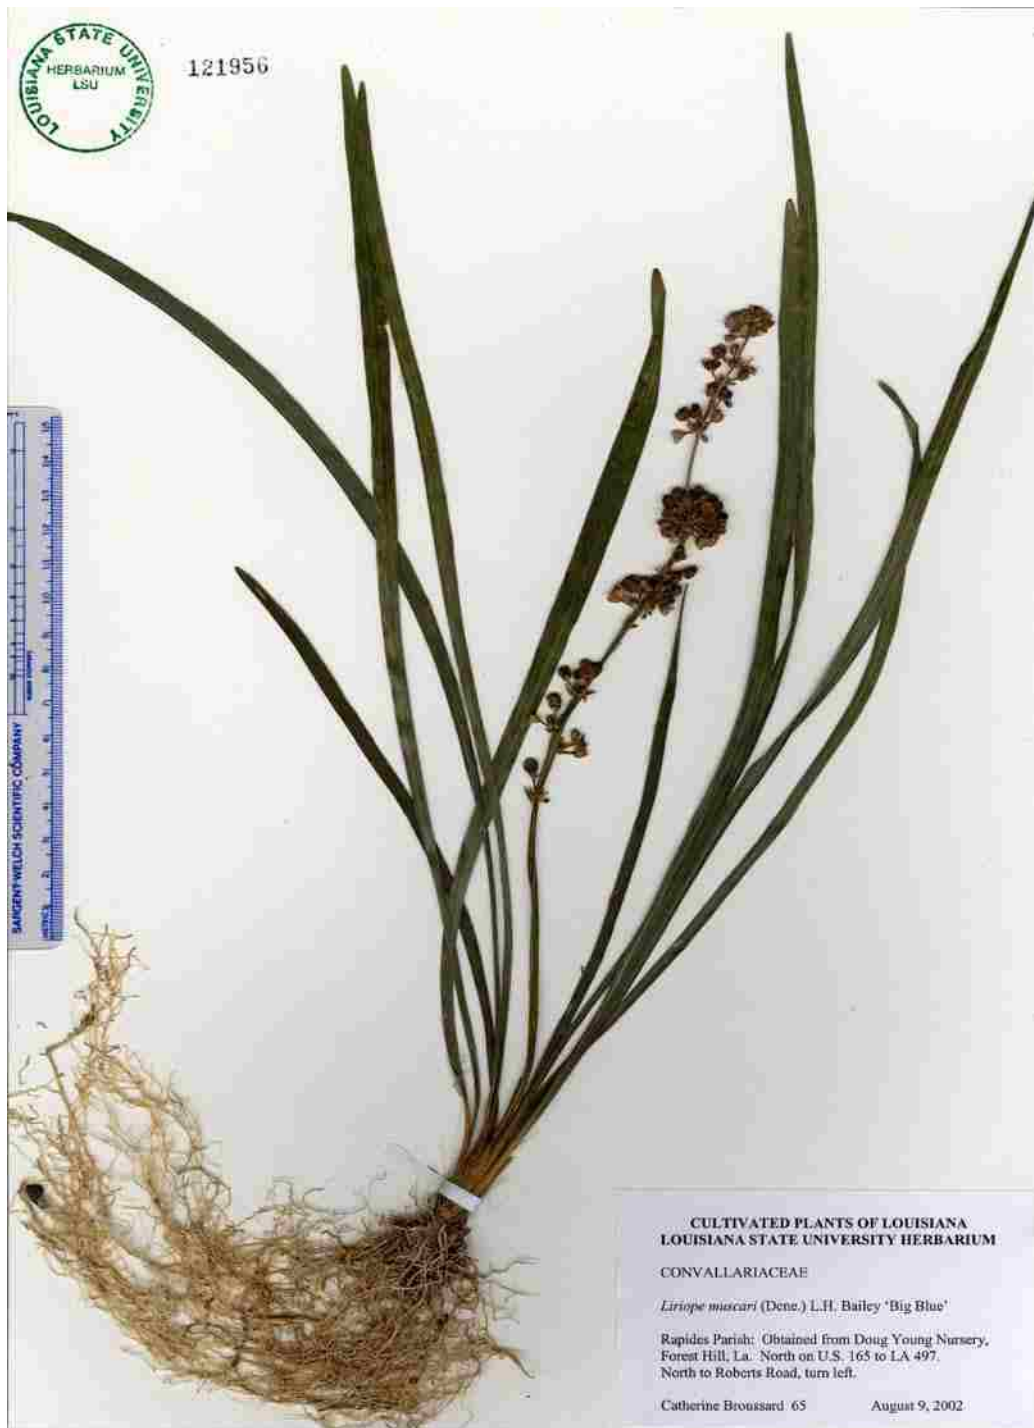 LOUISIANA STATE UNIVERSITY
HERBARIUM
LSU
121956
SARGENT-WELCH SCIENTIFIC COMPANY
CULTIVATED PLANTS OF LOUISIANA
LOUISIANA STATE UNIVERSITY HERBARIUM
CONVALLARIACEAE
Liriope muscari (Dcne.) L.H. Bailey ‘Big Blue’
Rapides Parish: Obtained from Doug Young Nursery,
Forest Hill, La. North on U.S. 165 to LA 497.
North to Roberts Road, turn left.
Catherine Broussard 65 August 9, 2002